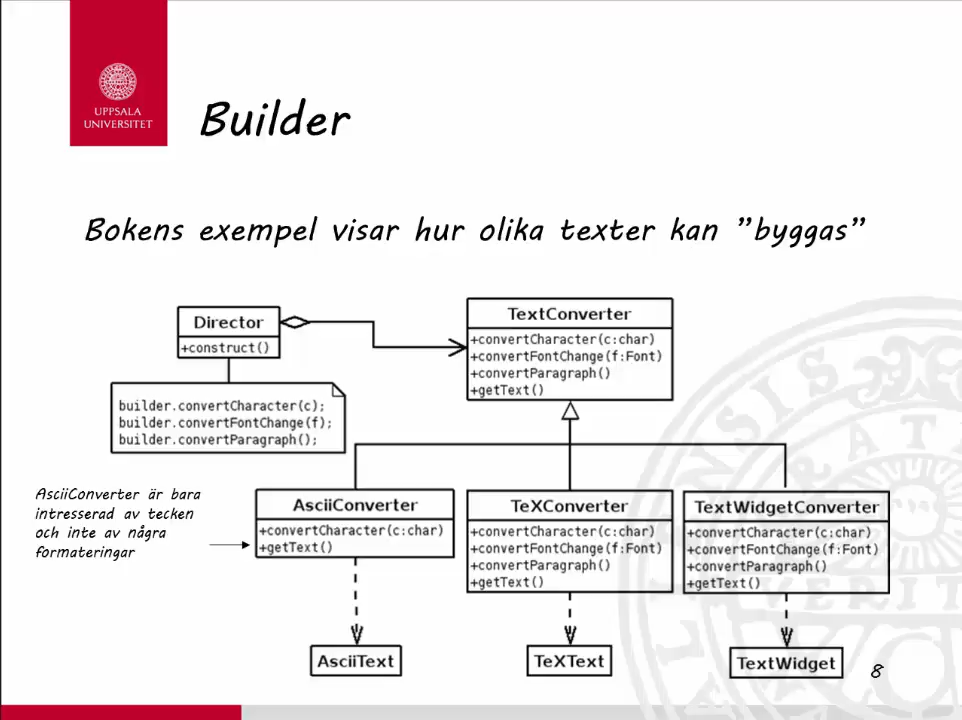 UPPSALA
UNIVERSITET
Builder
Bokens exempel visar hur olika texter kan ”byggas”
Director
+construct()
builder.convertCharacter(c);
builder.convertFontChange(f);
builder.convertParagraph();
TextConverter
+convertCharacter(c:char)
+convertFontChange(f:Font)
+convertParagraph()
+getText()
AsciiConverter är bara
intresserad av tecken
och inte av några
formateringar
AsciiConverter
+convertCharacter(c:char)
+getText()
TeXConverter
+convertCharacter(c:char)
+convertFontChange(f:Font)
+convertParagraph()
+getText()
TextWidgetConverter
+convertCharacter(c:char)
+convertFontChange(f:Font)
+convertParagraph()
+getText()
AsciiText
TeXText
TextWidget
8